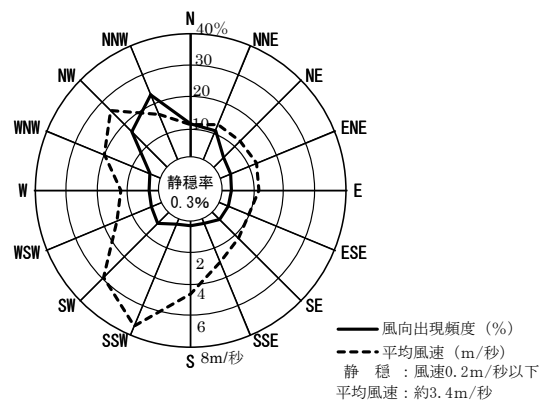 N
NNE
NE
ENE
E
ESE
SE
SSE
S
SSW
SW
WSW
W
WNW
NW
NNW
40%
30
20
10
静穏率
0.3%
2
4
6
8m/秒
風向出現頻度（%）
平均風速（m/秒）
静　穏 ：風速0.2m/秒以下
平均風速：約3.4m/秒